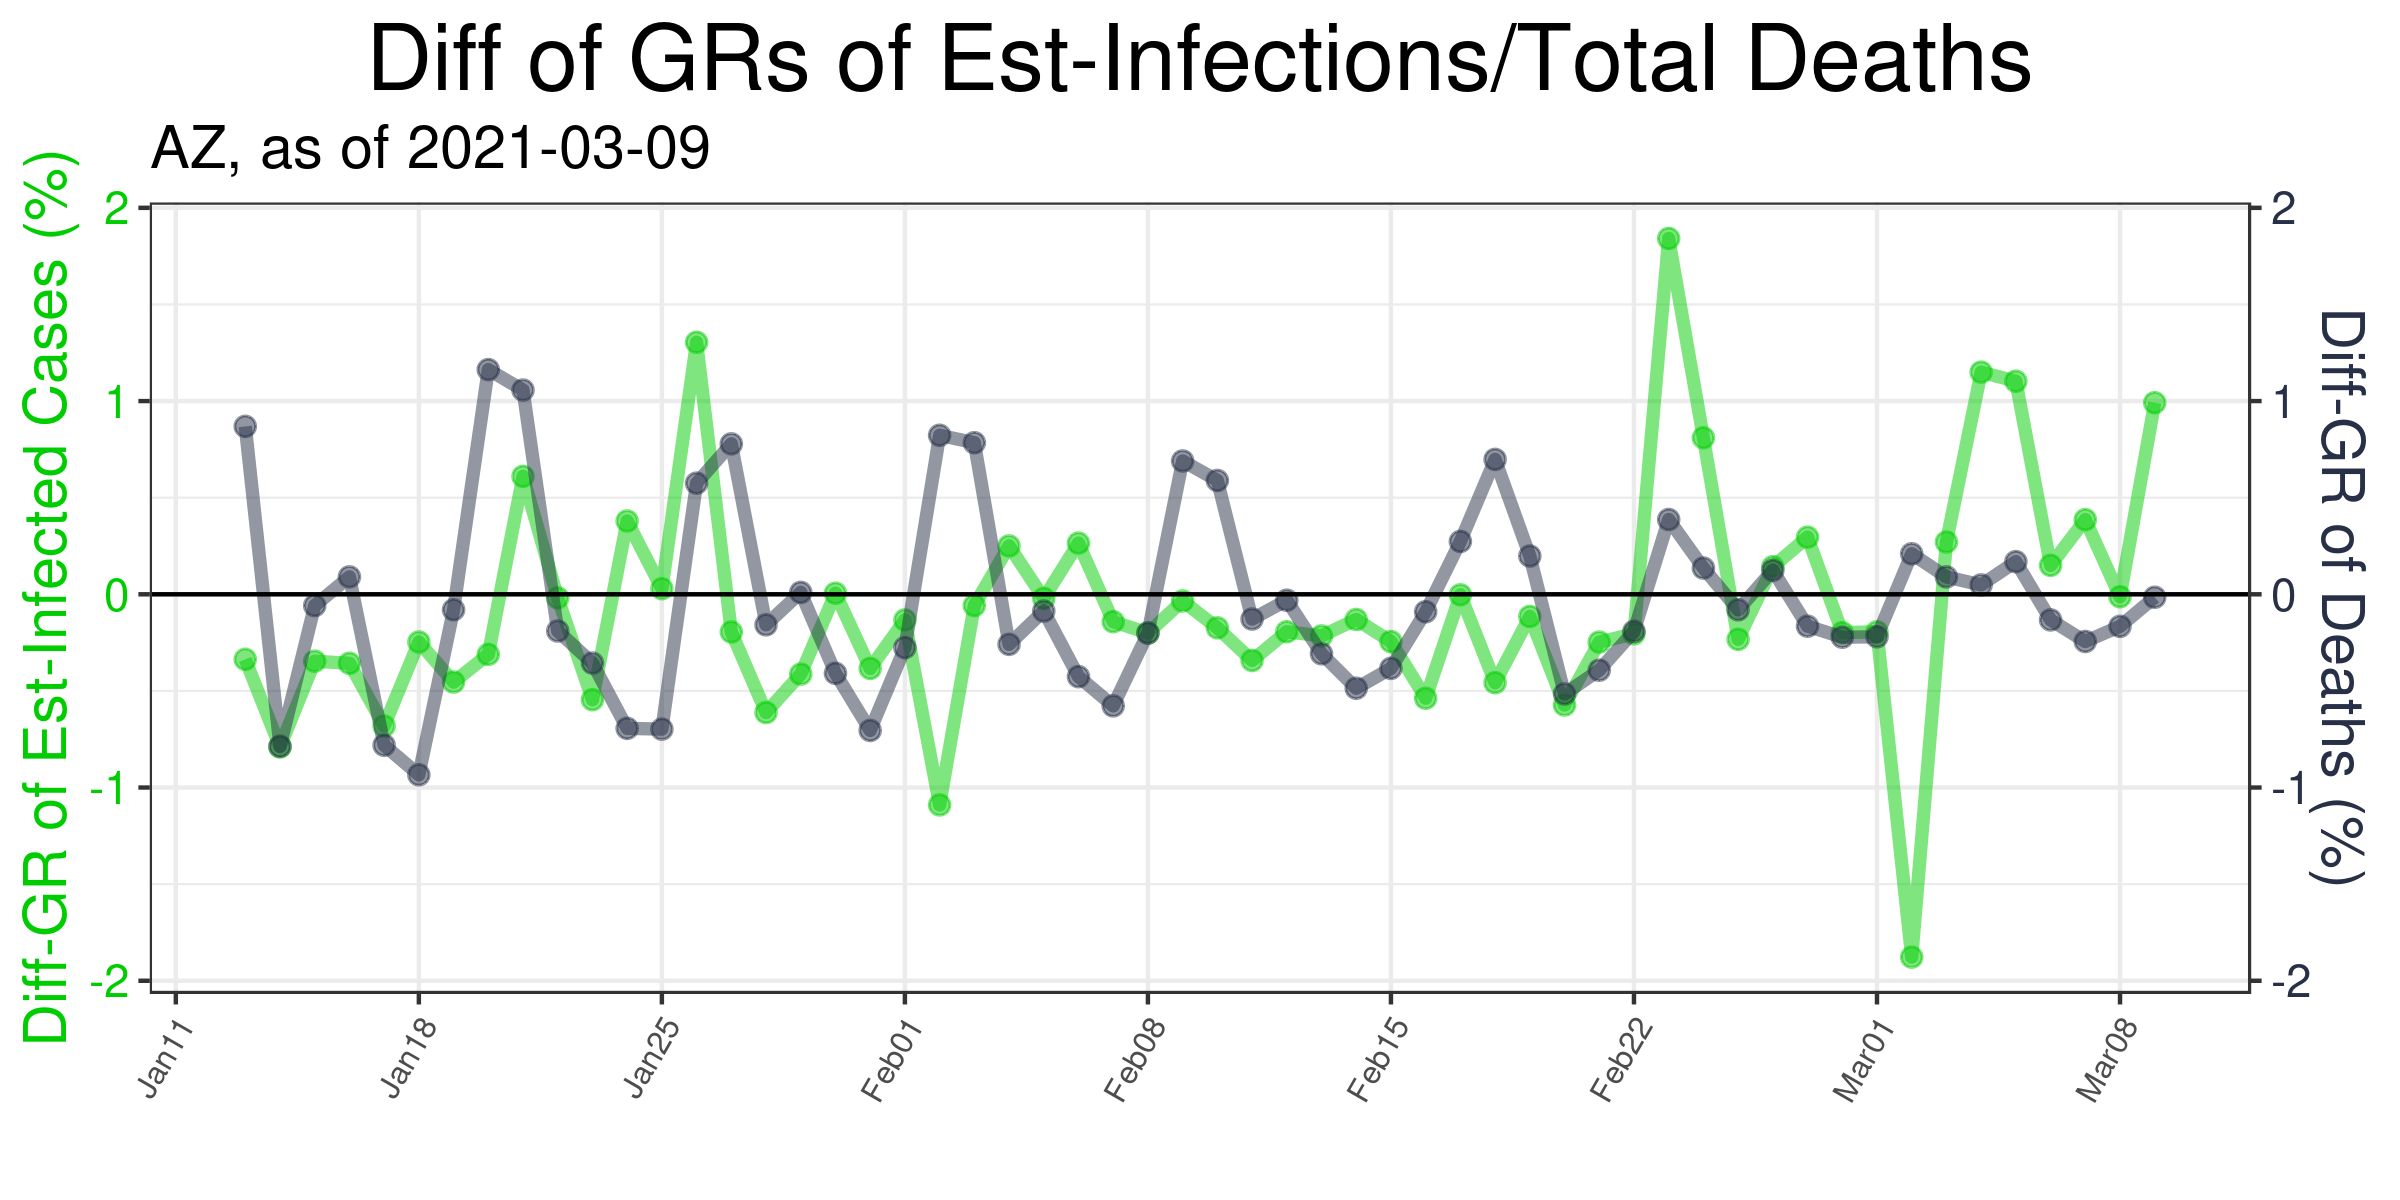 Diff of GRs of Est-Infections/Total Deaths
AZ, as of 2021-03-09
Diff-GR of Est-Infected Cases (%)
2
1
0
-1
-2
2
1
0
-1
-2
Diff-GR of Deaths (%)
Jan11
Jan18
Jan25
Feb01
Feb08
Feb15
Feb22
Mar01
Mar08